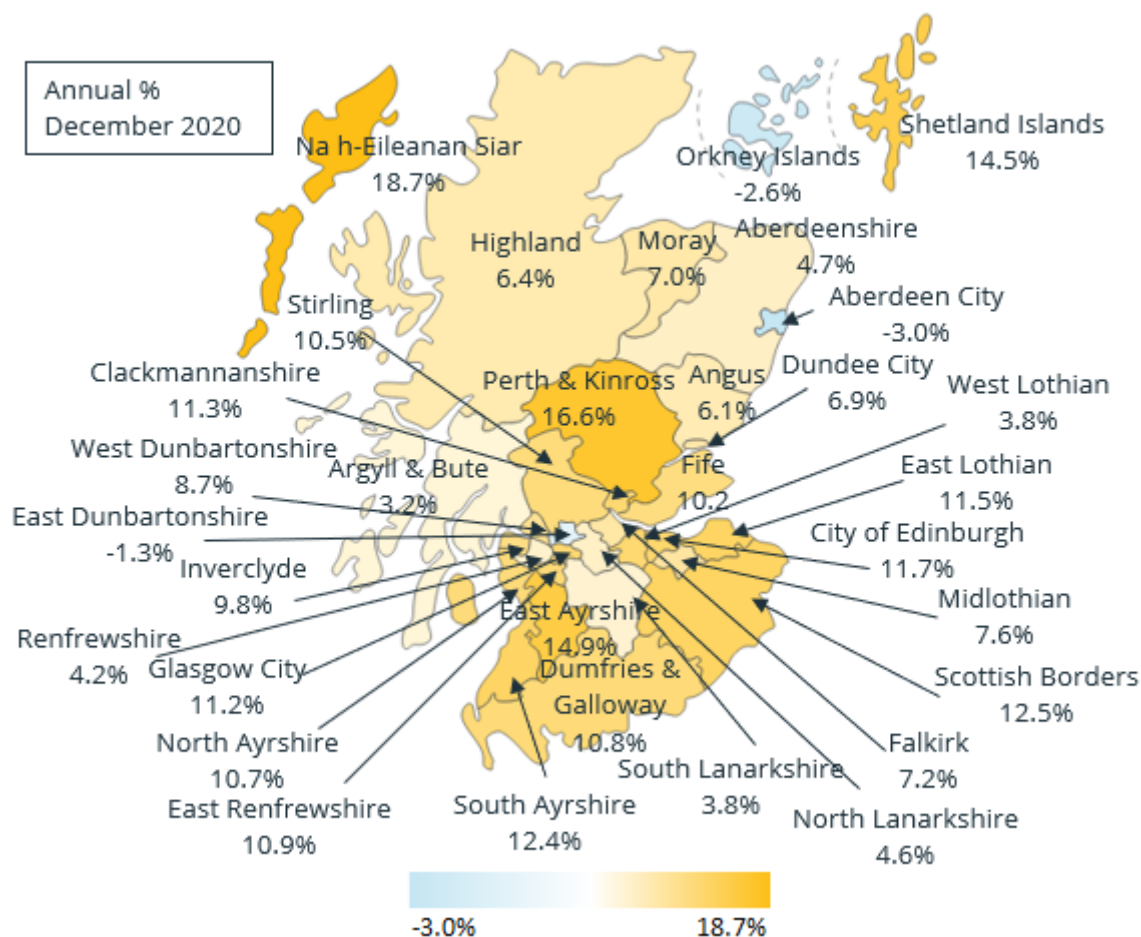 Annual %
December 2020
Na h-Eileanan Siar
18.7%
Orkney Islands
-2.6%
Shetland Islands
14.5%
Highland
6.4%
Moray
7.0%
Aberdeenshire
4.7%
Aberdeen City
-3.0%
Stirling
10.5%
Clackmannanshire
11.3%
Perth & Kinross
16.6%
Angus
6.1%
Dundee City
6.9%
West Lothian
3.8%
West Dunbartonshire
8.7%
Argyll & Bute
3.2%
Fife
10.2
East Lothian
11.5%
East Dunbartonshire
-1.3%
City of Edinburgh
11.7%
Inverclyde
9.8%
Midlothian
7.6%
Renfrewshire
4.2%
East Ayrshire
14.9%
Glasgow City
11.2%
Dumfries &
Galloway
10.8%
Scottish Borders
12.5%
North Ayrshire
10.7%
Falkirk
7.2%
South Lanarkshire
3.8%
East Renfrewshire
10.9%
South Ayrshire
12.4%
North Lanarkshire
4.6%
-3.0%
18.7%